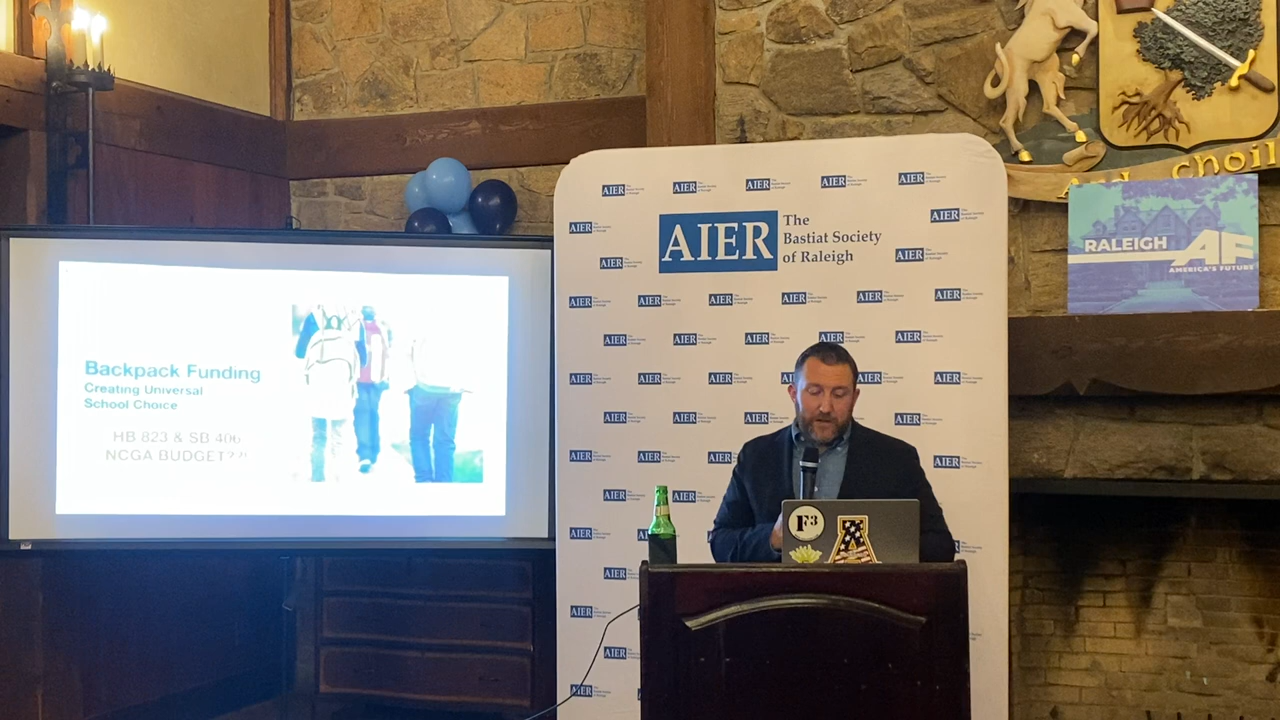 Backpack Funding
Creating Universal
School Choice
HB 823 & SB 406
NCGA BUDGET???
AIER
The
Bastiat Society
of Raleigh
RALEIGH AF
AMERICA'S FUTURE
choil
F3
A